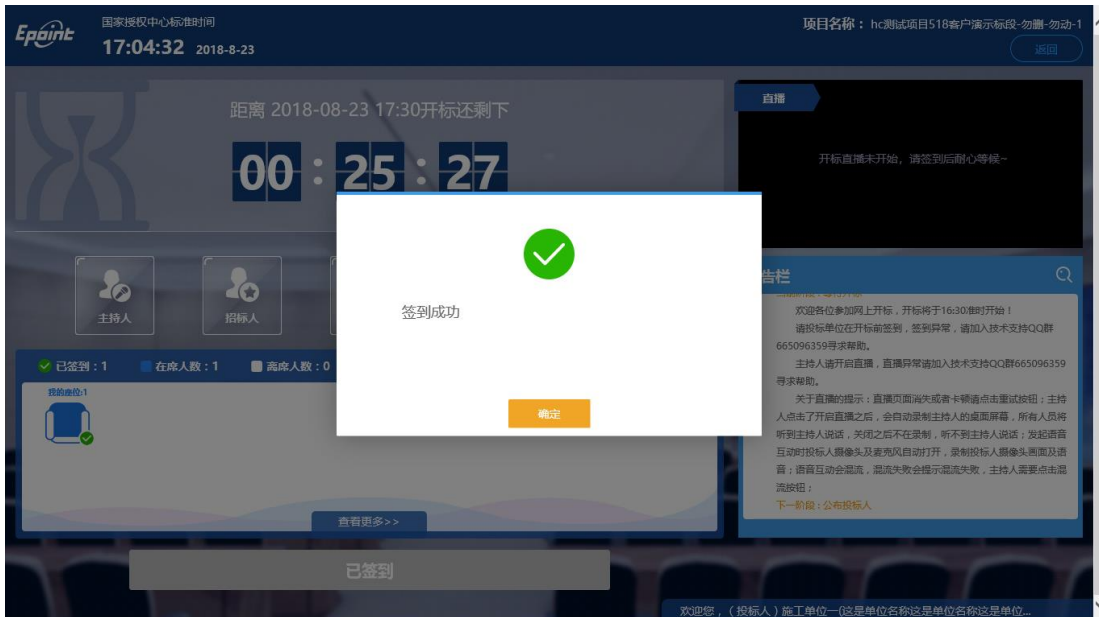 Epoint
国家授权中心标准时间
17:04:32 2018-8-23
项目名称：hc测试项目518客户演示标段-勿删-勿动-1
返回
距离 2018-08-23 17:30开标还剩下
00 : 25 : 27
直播
开标直播未开始，请签到后耐心等候~
签到成功
确定
主持人
招标人
已签到：1 在席人数：1 离席人数：0
我的座位:1
查看更多>>
已签到
告栏
欢迎各位参加网上开标，开标将于16:30准时开始！
请投标单位在开标前签到，签到异常，请加入技术支持QQ群
665096359寻求帮助。
主持人请开启直播，直播异常请加入技术支持QQ群665096359
寻求帮助。
关于直播的提示：直播页面消失或者卡顿请点击重试按钮；主持
人点击了开启直播之后，会自动录制主持人的桌面屏幕，所有人员将
听到主持人说话，关闭之后不在录制，听不到主持人说话；发起语音
互动时投标人摄像头及麦克风自动打开，录制投标人摄像头画面及语
音；语音互动会混流，混流失败会提示混流失败，主持人需要点击混
流按钮；
下一阶段：公布投标人
欢迎您，（投标人）施工单位一(这是单位名称这是单位名称这是单位...